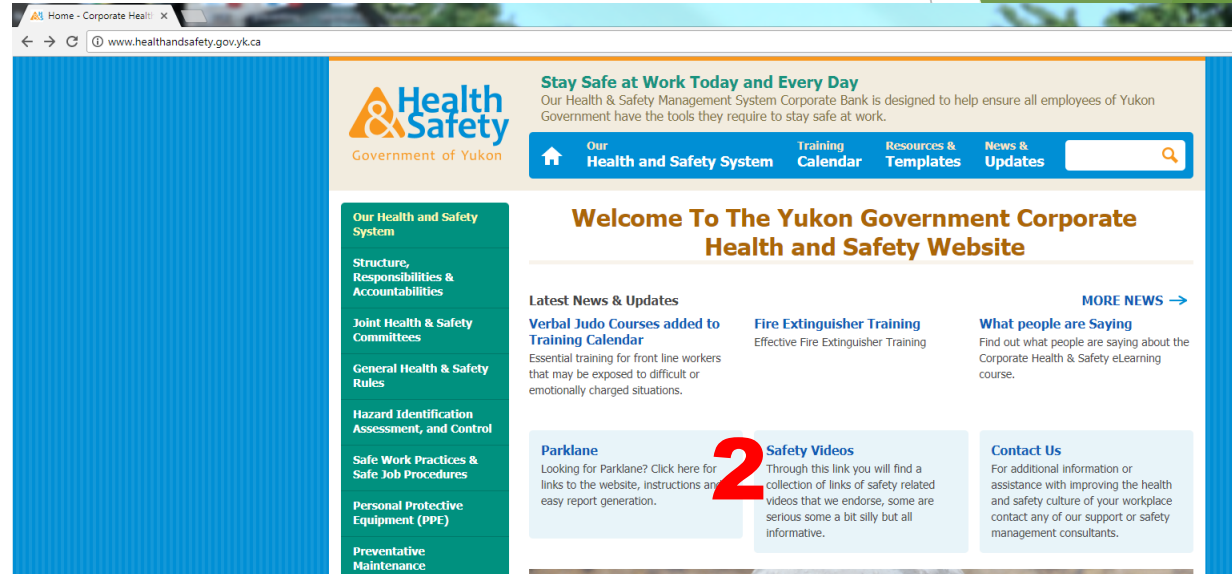 Home - Corporate Healt
www.healthandsafety.gov.yk.ca
Health
& Safety
Government of Yukon
Stay Safe at Work Today and Every Day
Our Health & Safety Management System Corporate Bank is designed to help ensure all employees of Yukon
Government have the tools they require to stay safe at work.
Our
Health and Safety System
Training
Calendar
Resources &
Templates
News &
Updates
Our Health and Safety
System
Structure,
Responsibilities &
Accountabilities
Joint Health & Safety
Committees
General Health & Safety
Rules
Hazard Identification
Assessment, and Control
Safe Work Practices &
Safe Job Procedures
Personal Protective
Equipment (PPE)
Preventative
Maintenance
Welcome To The Yukon Government Corporate
Health and Safety Website
Latest News & Updates
MORE NEWS
Verbal Judo Courses added to
Training Calendar
Essential training for front line workers
that may be exposed to difficult or
emotionally charged situations.
Fire Extinguisher Training
Effective Fire Extinguisher Training
What people are Saying
Find out what people are saying about the
Corporate Health & Safety eLearning
course.
Parklane
Looking for Parklane? Click here for
links to the website, instructions and
easy report generation.
2
Safety Videos
Through this link you will find a
collection of links of safety related
videos that we endorse, some are
serious some a bit silly but all
informative.
Contact Us
For additional information or
assistance with improving the health
and safety culture of your workplace
contact any of our support or safety
management consultants.